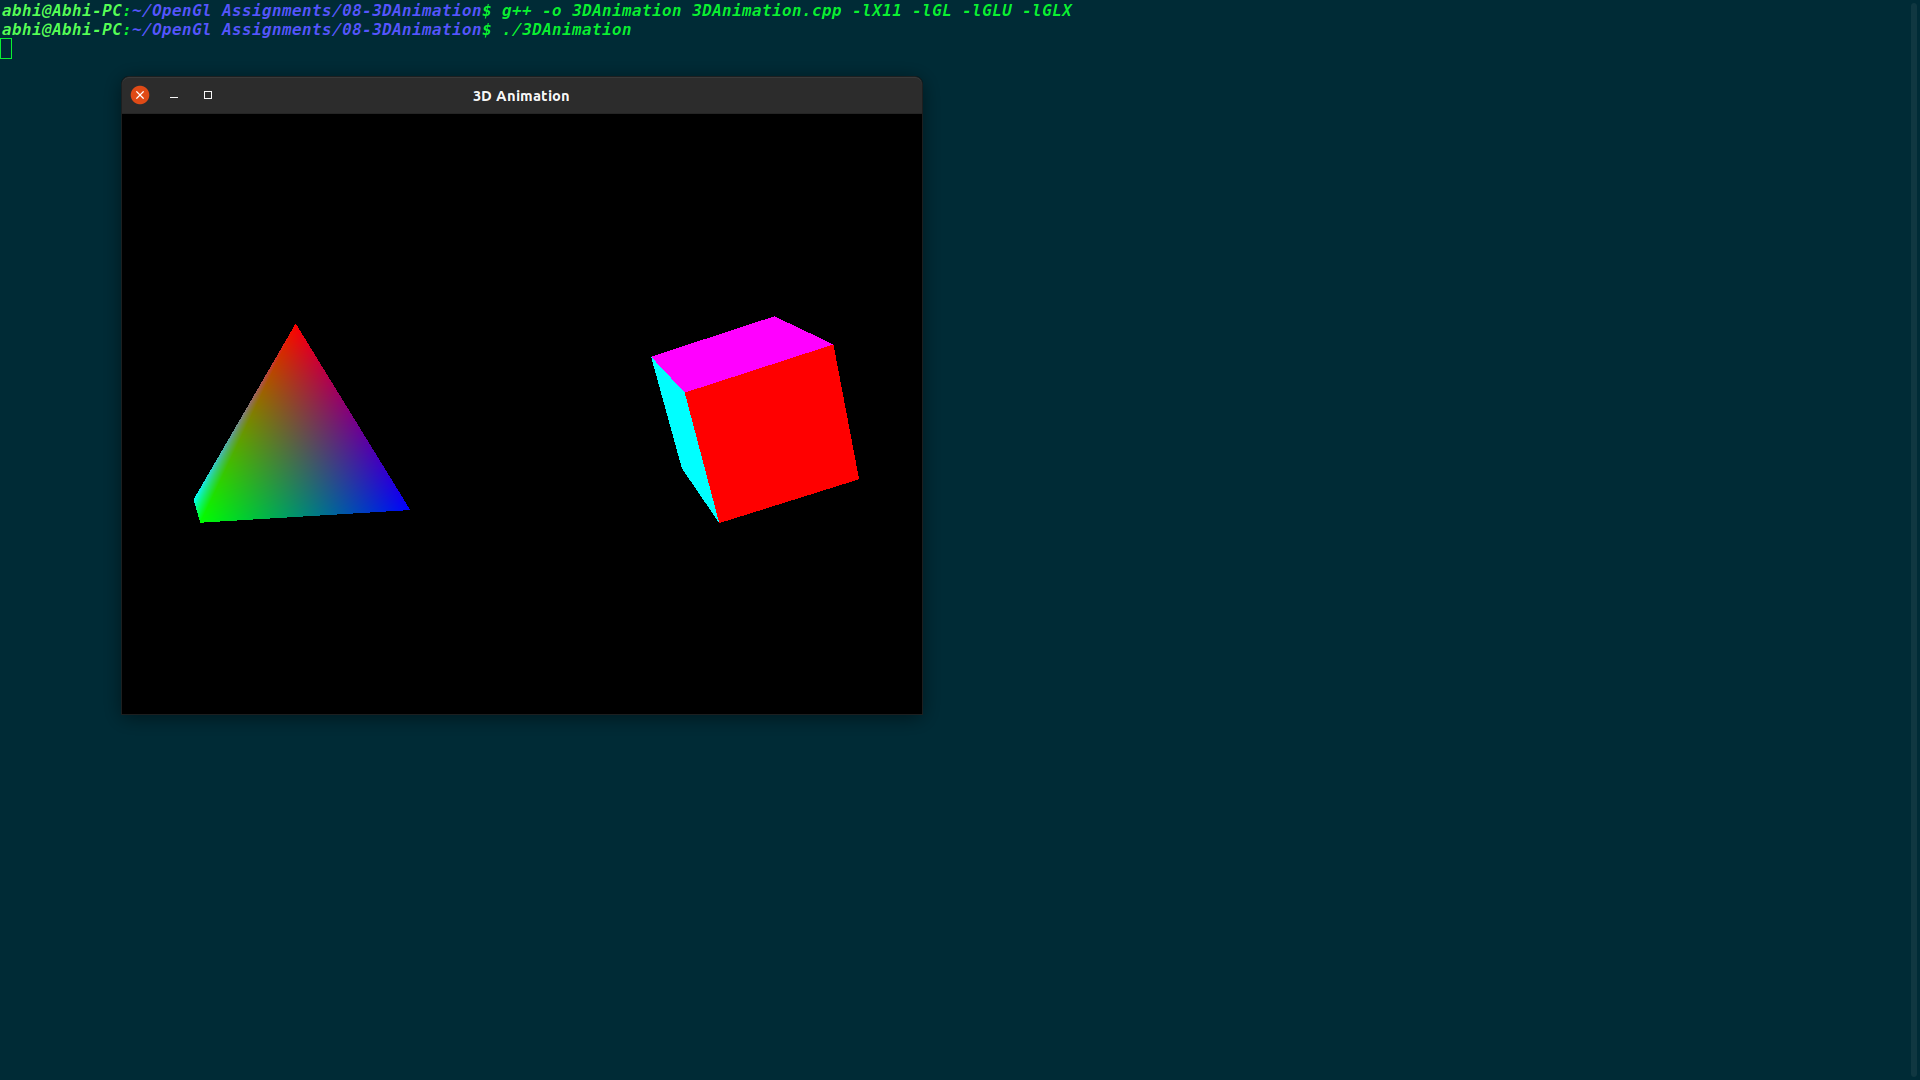 abhi@Abhi-PC:~/OpenGl Assignments/08-3DAnimation$ g++ -o 3DAnimation 3DAnimation.cpp -lX11 -lGL -lGLU -lGLX
abhi@Abhi-PC:~/OpenGl Assignments/08-3DAnimation$ ./3DAnimation
3D Animation